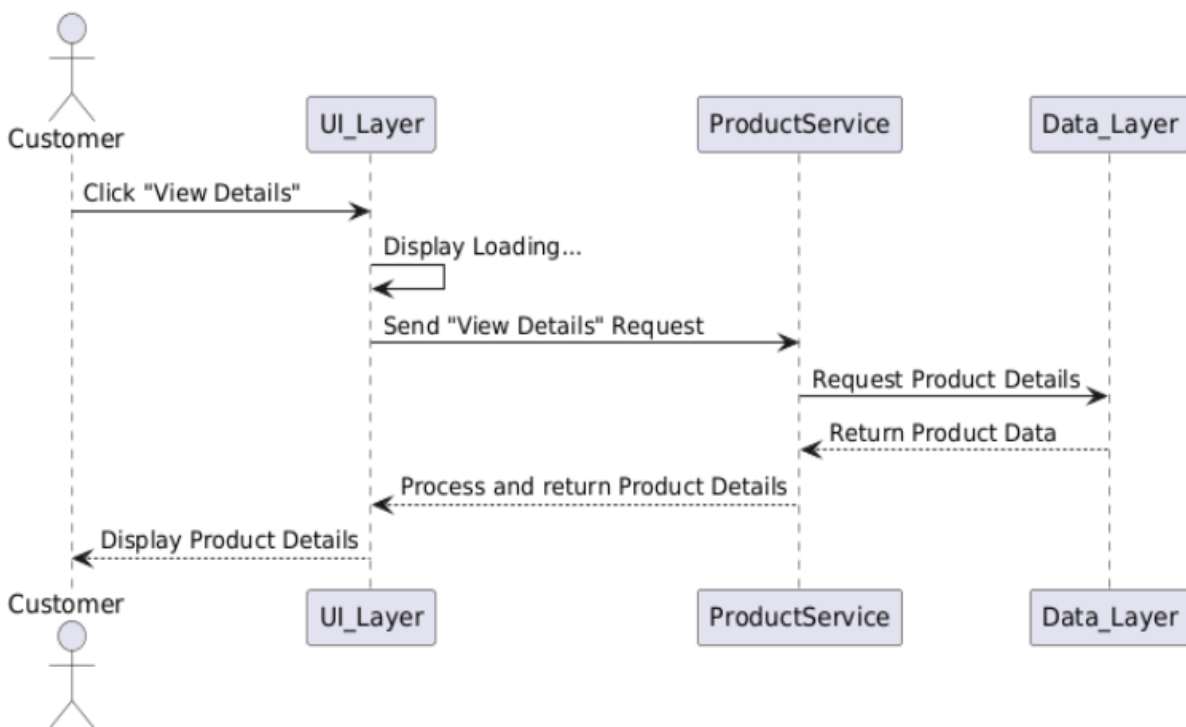 Customer
UI_Layer
ProductService
Data_Layer
Click "View Details"
Display Loading...
Send "View Details" Request
Request Product Details
Return Product Data
Process and return Product Details
Display Product Details
Customer
UI_Layer
ProductService
Data_Layer